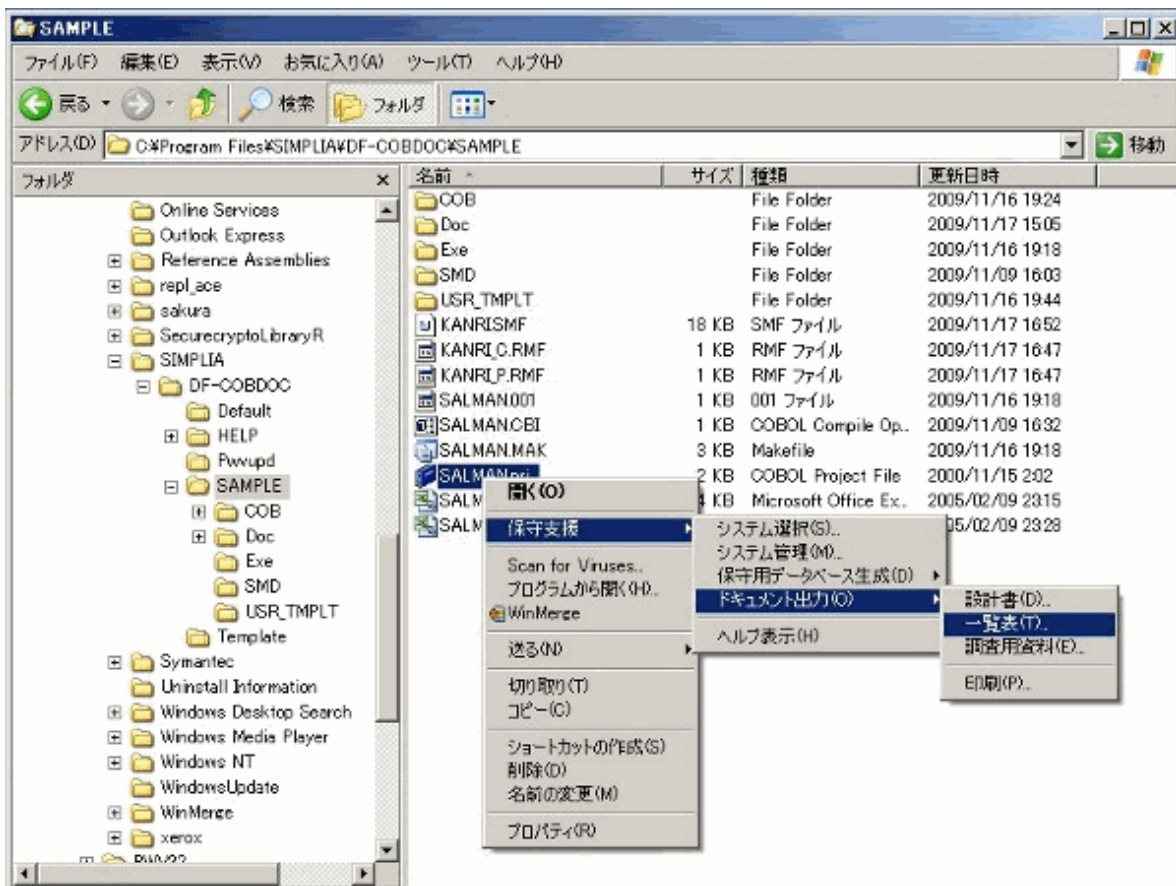 SAMPLE
ファイル(F) 編集(E) 表示(V) お気に入り(A) ツール(T) ヘルプ(H)
戻る 検索 フォルダ
アドレス(D) C:¥Program Files¥SIMPLIA¥DF-COBDOC¥SAMPLE 移動
フォルダ
Online Services
Outlook Express
Reference Assemblies
repl_ace
sakura
SecurecryptoLibraryR
SIMPLIA
DF-COBDOC
Default
HELP
Pwvupd
SAMPLE
COB
Doc
Exe
SMD
USR_TMPLT
Template
Symantec
Uninstall Information
Windows Desktop Search
Windows Media Player
Windows NT
WindowsUpdate
WinMerge
xerox
名前 サイズ 種類 更新日時
COB File Folder 2009/11/16 19:24
Doc File Folder 2009/11/17 15:05
Exe File Folder 2009/11/16 19:18
SMD File Folder 2009/11/09 16:03
USR_TMPLT File Folder 2009/11/16 19:44
KANRI.SMF 18 KB SMF ファイル 2009/11/17 16:52
KANRI_C.RMF 1 KB RMF ファイル 2009/11/17 16:47
KANRI_P.RMF 1 KB RMF ファイル 2009/11/17 16:47
SALMAN.001 1 KB 001 ファイル 2009/11/16 19:18
SALMAN.CBI 1 KB COBOL Compile Op... 2009/11/09 16:32
SALMAN.MAK 3 KB Makefile 2009/11/16 19:18
SALMAN.prj 2 KB COBOL Project File 2000/11/15 2:02
SALM 4 KB Microsoft Office Ex... 2005/02/09 23:15
SALM 05/02/09 23:28
開く(O)
保守支援
Scan for Viruses...
プログラムから開く(H)...
WinMerge
送る(N)
切り取り(T)
コピー(C)
ショートカットの作成(S)
削除(D)
名前の変更(M)
プロパティ(R)
システム選択(S)...
システム管理(M)...
保守用データベース生成(D)
ドキュメント出力(O)
ヘルプ表示(H)
設計書(D)...
一覧表(T)...
調査用資料(E)...
印刷(P)...